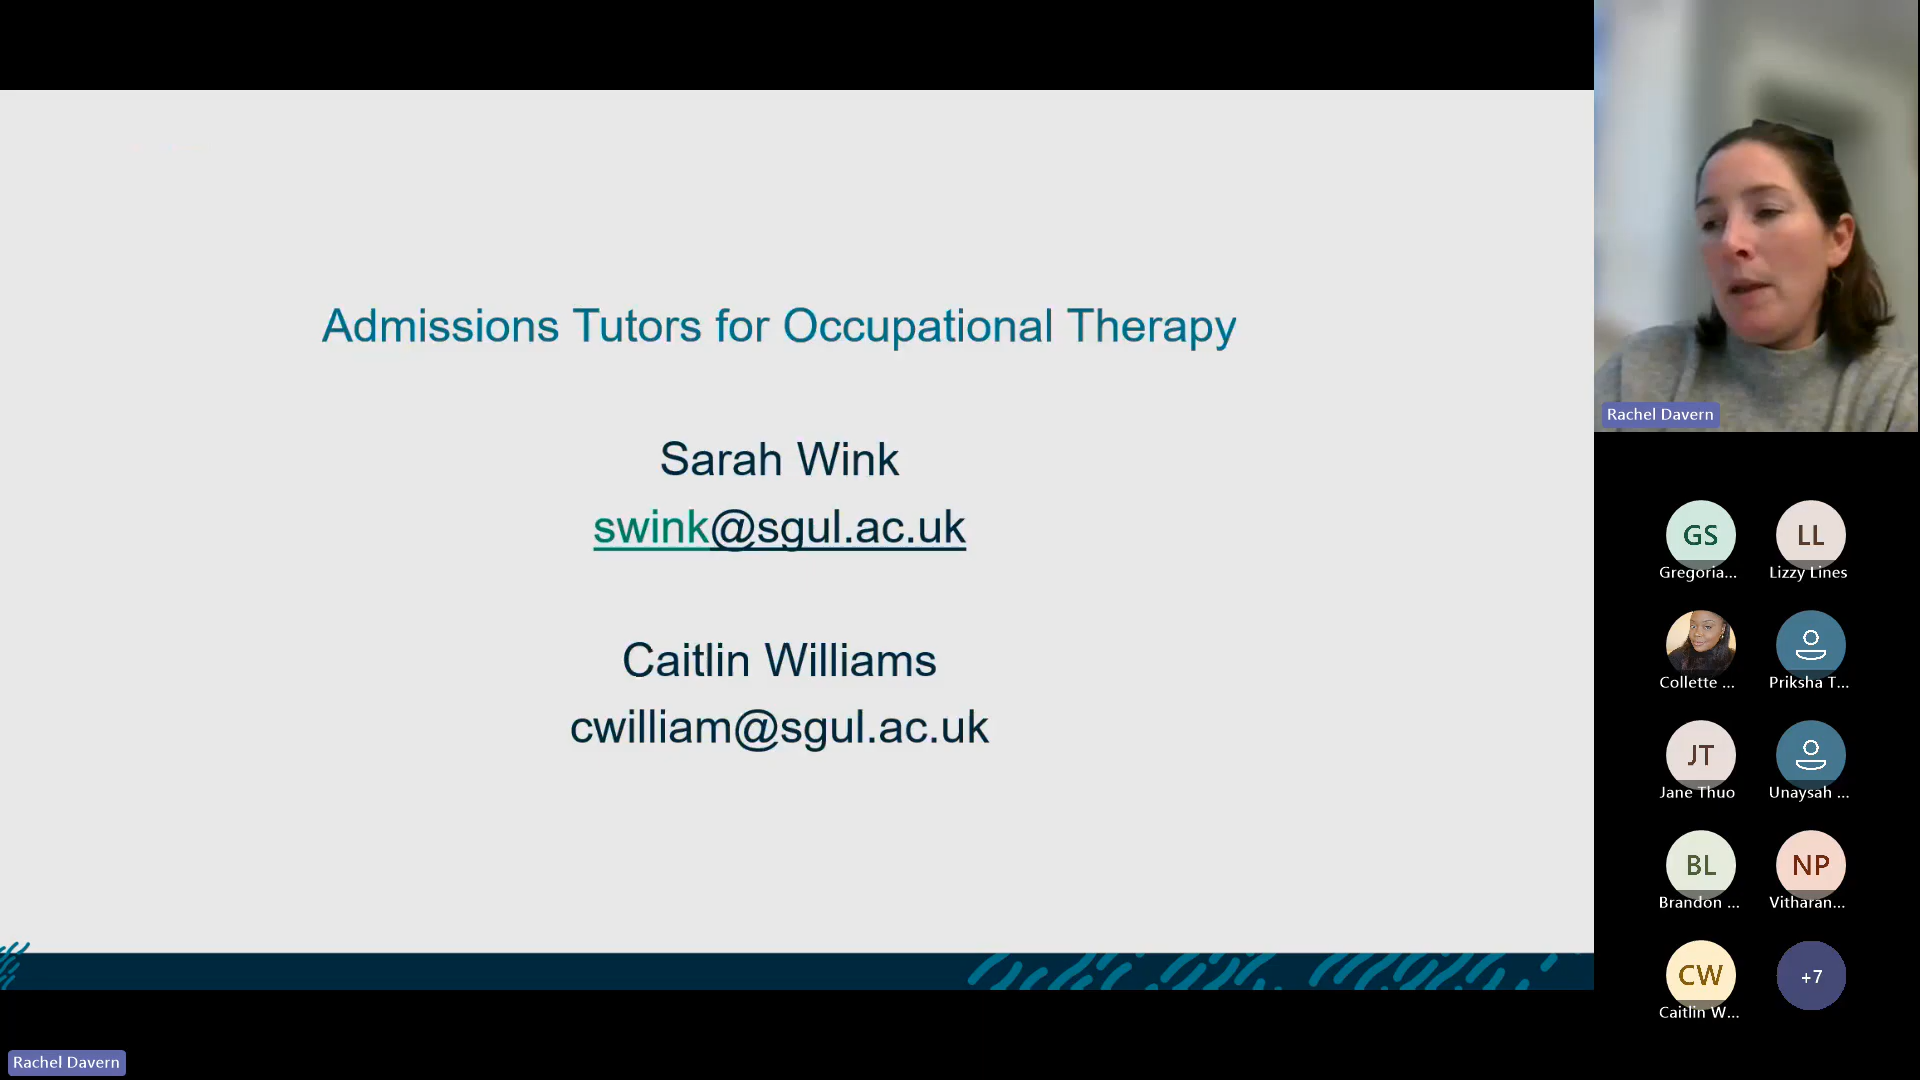 Admissions Tutors for Occupational Therapy
Sarah Wink
swink@sgul.ac.uk
Caitlin Williams
cwilliam@sgul.ac.uk
Rachel Davern
GS
LL
Gregoria...
Lizzy Lines
Collette ...
Priksha T...
JT
Jane Thuo
Unaysah ...
BL
NP
Brandon ...
Vitharan...
CW
+7
Caitlin W...
Rachel Davern